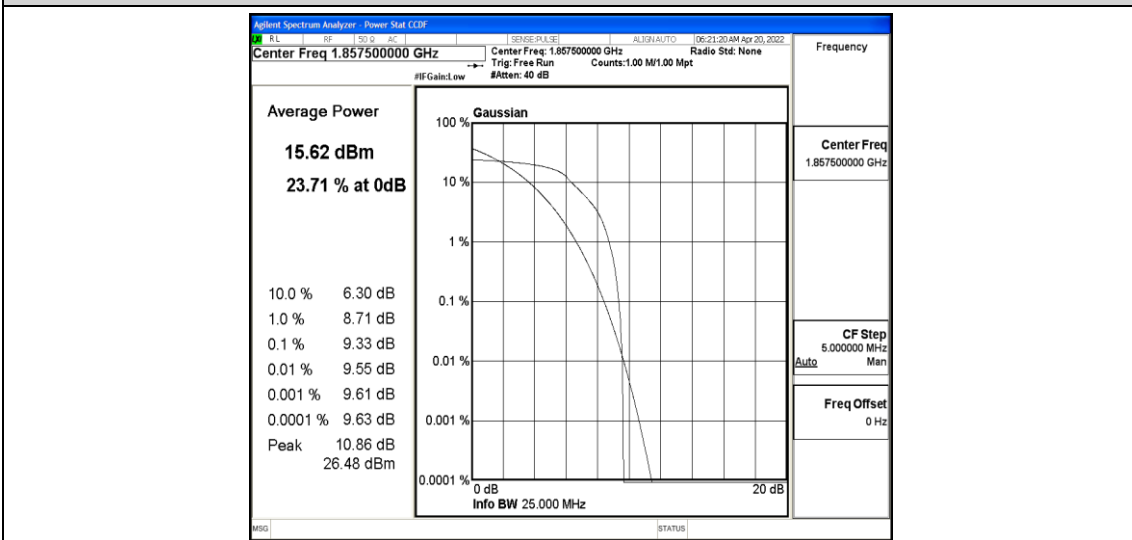 Agilent Spectrum Analyzer - Power Stat CCDF
RL RF 50 Ω AC SENSE:PULSE ALIGN AUTO 06:21:20 AM Apr 20, 2022
Center Freq 1.857500000 GHz
Center Freq: 1.857500000 GHz Radio Std: None
Trig: Free Run Counts:1.00 M/1.00 Mpt
#IFGain:Low #Atten: 40 dB
Frequency
Average Power
15.62 dBm
23.71 % at 0dB
10.0 % 6.30 dB
1.0 % 8.71 dB
0.1 % 9.33 dB
0.01 % 9.55 dB
0.001 % 9.61 dB
0.0001 % 9.63 dB
Peak 10.86 dB
26.48 dBm
Gaussian
100 %
10 %
1 %
0.1 %
0.01 %
0.001 %
0.0001 %
0 dB 20 dB
Info BW 25.000 MHz
Center Freq
1.857500000 GHz
CF Step
5.000000 MHz
Auto Man
Freq Offset
0 Hz
MSG STATUS